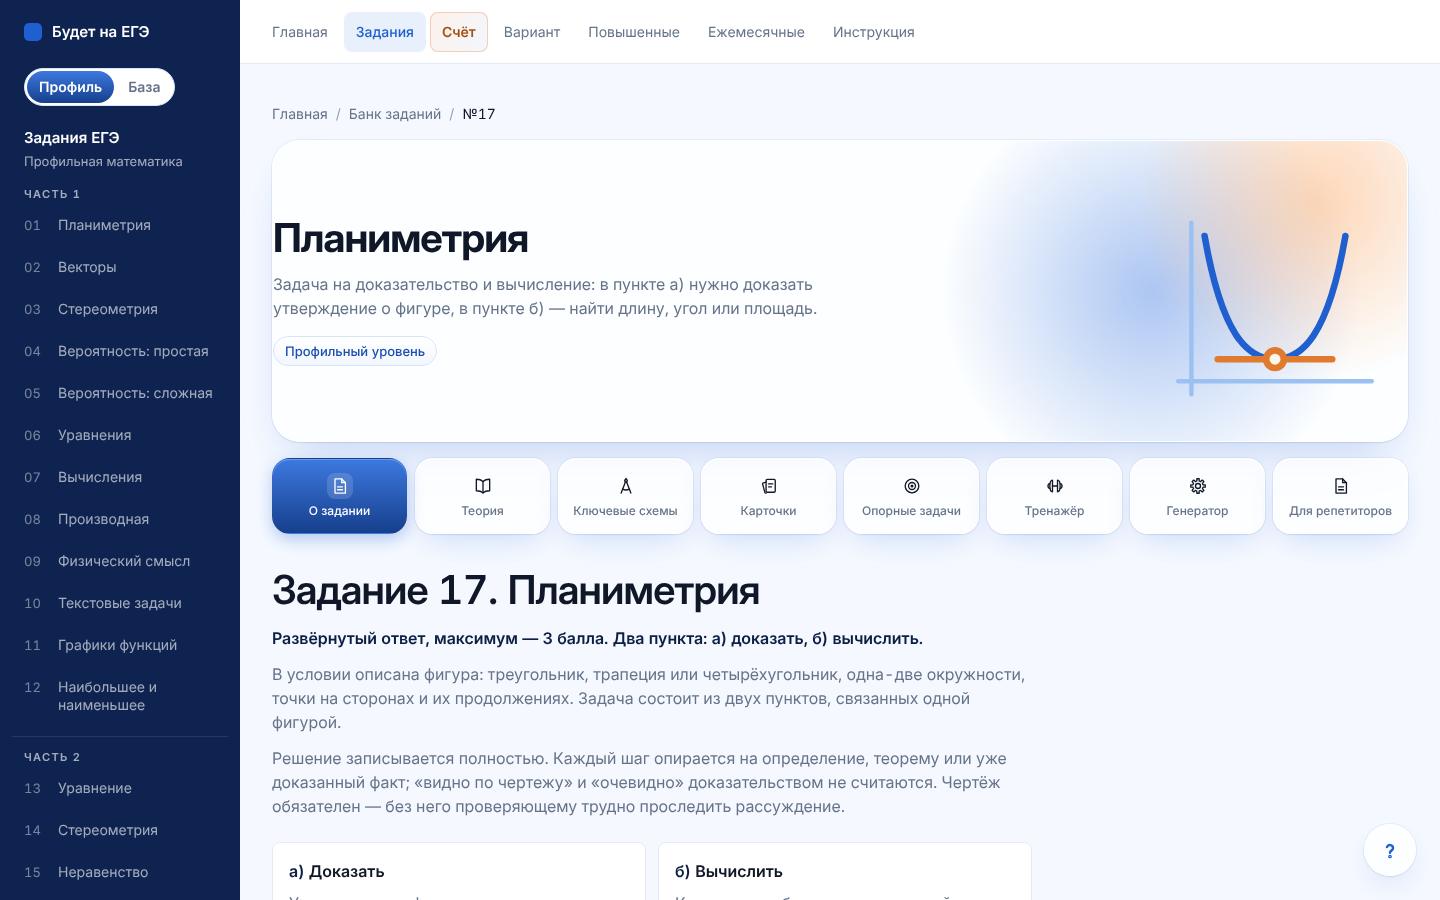 Будет на ЕГЭ
Профиль База
Задания ЕГЭ
Профильная математика
ЧАСТЬ 1
01 Планиметрия
02 Векторы
03 Стереометрия
04 Вероятность: простая
05 Вероятность: сложная
06 Уравнения
07 Вычисления
08 Производная
09 Физический смысл
10 Текстовые задачи
11 Графики функций
12 Наибольшее и
наименьшее
ЧАСТЬ 2
13 Уравнение
14 Стереометрия
15 Неравенство
Главная Задания Счёт Вариант Повышенные Ежемесячные Инструкция
Главная / Банк заданий / №17
Планиметрия
Задача на доказательство и вычисление: в пункте а) нужно доказать
утверждение о фигуре, в пункте б) — найти длину, угол или площадь.
Профильный уровень
О задании Теория Ключевые схемы Карточки Опорные задачи Тренажёр Генератор Для репетиторов
Задание 17. Планиметрия
Развёрнутый ответ, максимум — 3 балла. Два пункта: а) доказать, б) вычислить.
В условии описана фигура: треугольник, трапеция или четырёхугольник, одна-две окружности,
точки на сторонах и их продолжениях. Задача состоит из двух пунктов, связанных одной
фигурой.
Решение записывается полностью. Каждый шаг опирается на определение, теорему или уже
доказанный факт; «видно по чертежу» и «очевидно» доказательством не считаются. Чертёж
обязателен — без него проверяющему трудно проследить рассуждение.
а) Доказать б) Вычислить
?